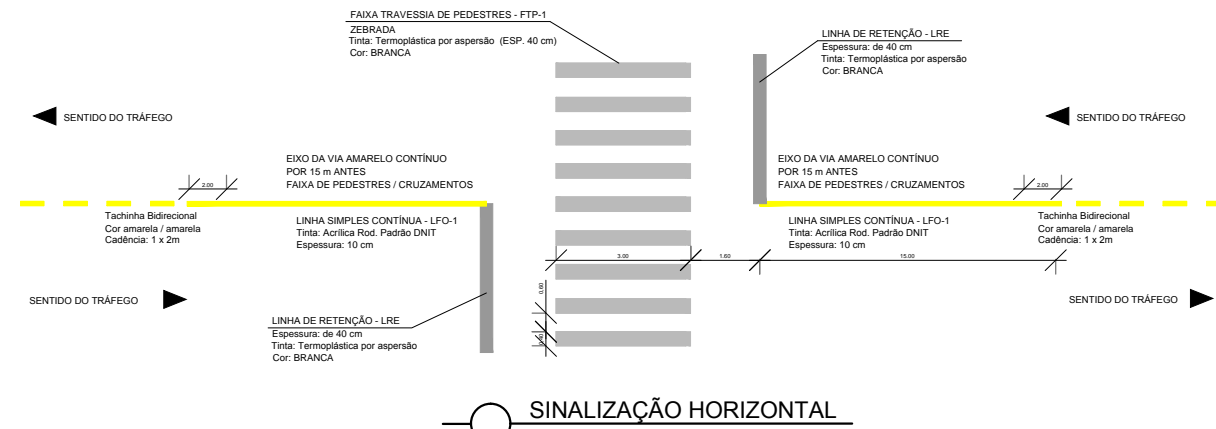 FAIXA TRAVESSIA DE PEDESTRES - FTP-1
ZEBRADA
Tinta: Termoplástica por aspersão (ESP. 40 cm)
Cor: BRANCA
LINHA DE RETENÇÃO - LRE
Espessura: de 40 cm
Tinta: Termoplástica por aspersão
Cor: BRANCA
SENTIDO DO TRÁFEGO
SENTIDO DO TRÁFEGO
EIXO DA VIA AMARELO CONTÍNUO
POR 15 m ANTES
FAIXA DE PEDESTRES / CRUZAMENTOS
EIXO DA VIA AMARELO CONTÍNUO
POR 15 m ANTES
FAIXA DE PEDESTRES / CRUZAMENTOS
2.00
2.00
Tachinha Bidirecional
Cor amarela / amarela
Cadência: 1 x 2m
LINHA SIMPLES CONTÍNUA - LFO-1
Tinta: Acrílica Rod. Padrão DNIT
Espessura: 10 cm
LINHA SIMPLES CONTÍNUA - LFO-1
Tinta: Acrílica Rod. Padrão DNIT
Espessura: 10 cm
Tachinha Bidirecional
Cor amarela / amarela
Cadência: 1 x 2m
3.00
1.60
15.00
0,60
0,40
SENTIDO DO TRÁFEGO
SENTIDO DO TRÁFEGO
LINHA DE RETENÇÃO - LRE
Espessura: de 40 cm
Tinta: Termoplástica por aspersão
Cor: BRANCA
SINALIZAÇÃO HORIZONTAL